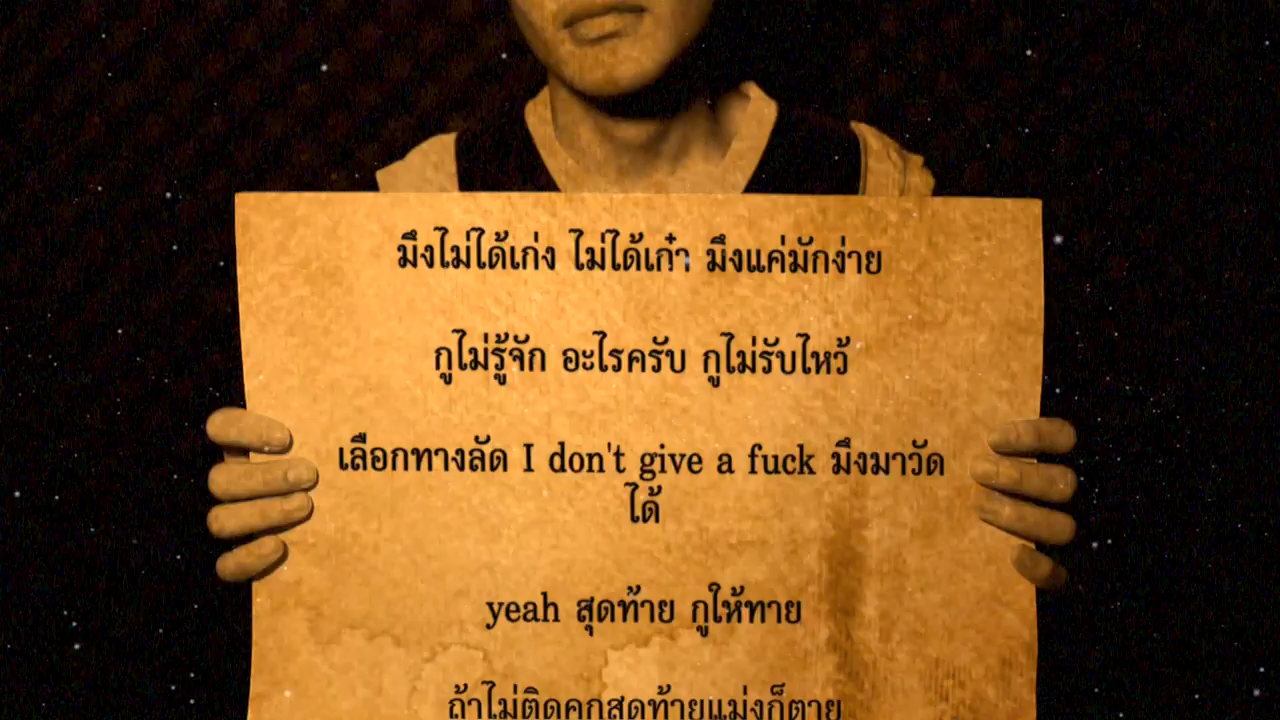 มึงไม่ได้เก่ง ไม่ได้เก๋า มึงแค่มักง่าย
กูไม่รู้จัก อะไรครับ กูไม่รับไหว้
เลือกทางลัด I don't give a fuck มึงมาวัด
ได้
yeah สุดท้าย กูให้ทาย
ถ้าไม่ติดคุกสุดท้ายแม่งก็ตาย